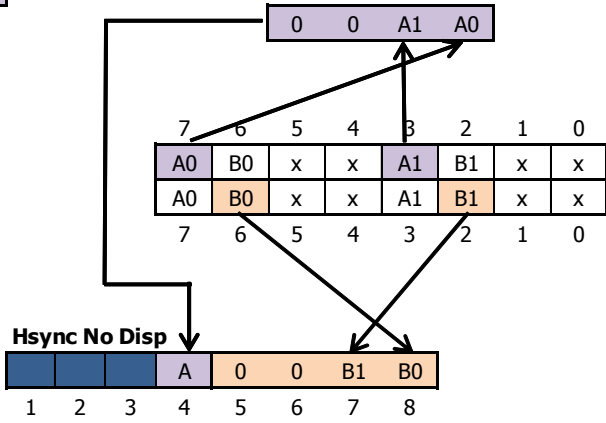 0 0 A1 A0
7 6 5 4 3 2 1 0
A0 B0 x x A1 B1 x x
A0 B0 x x A1 B1 x x
7 6 5 4 3 2 1 0
Hsync No Disp
A 0 0 B1 B0
1 2 3 4 5 6 7 8